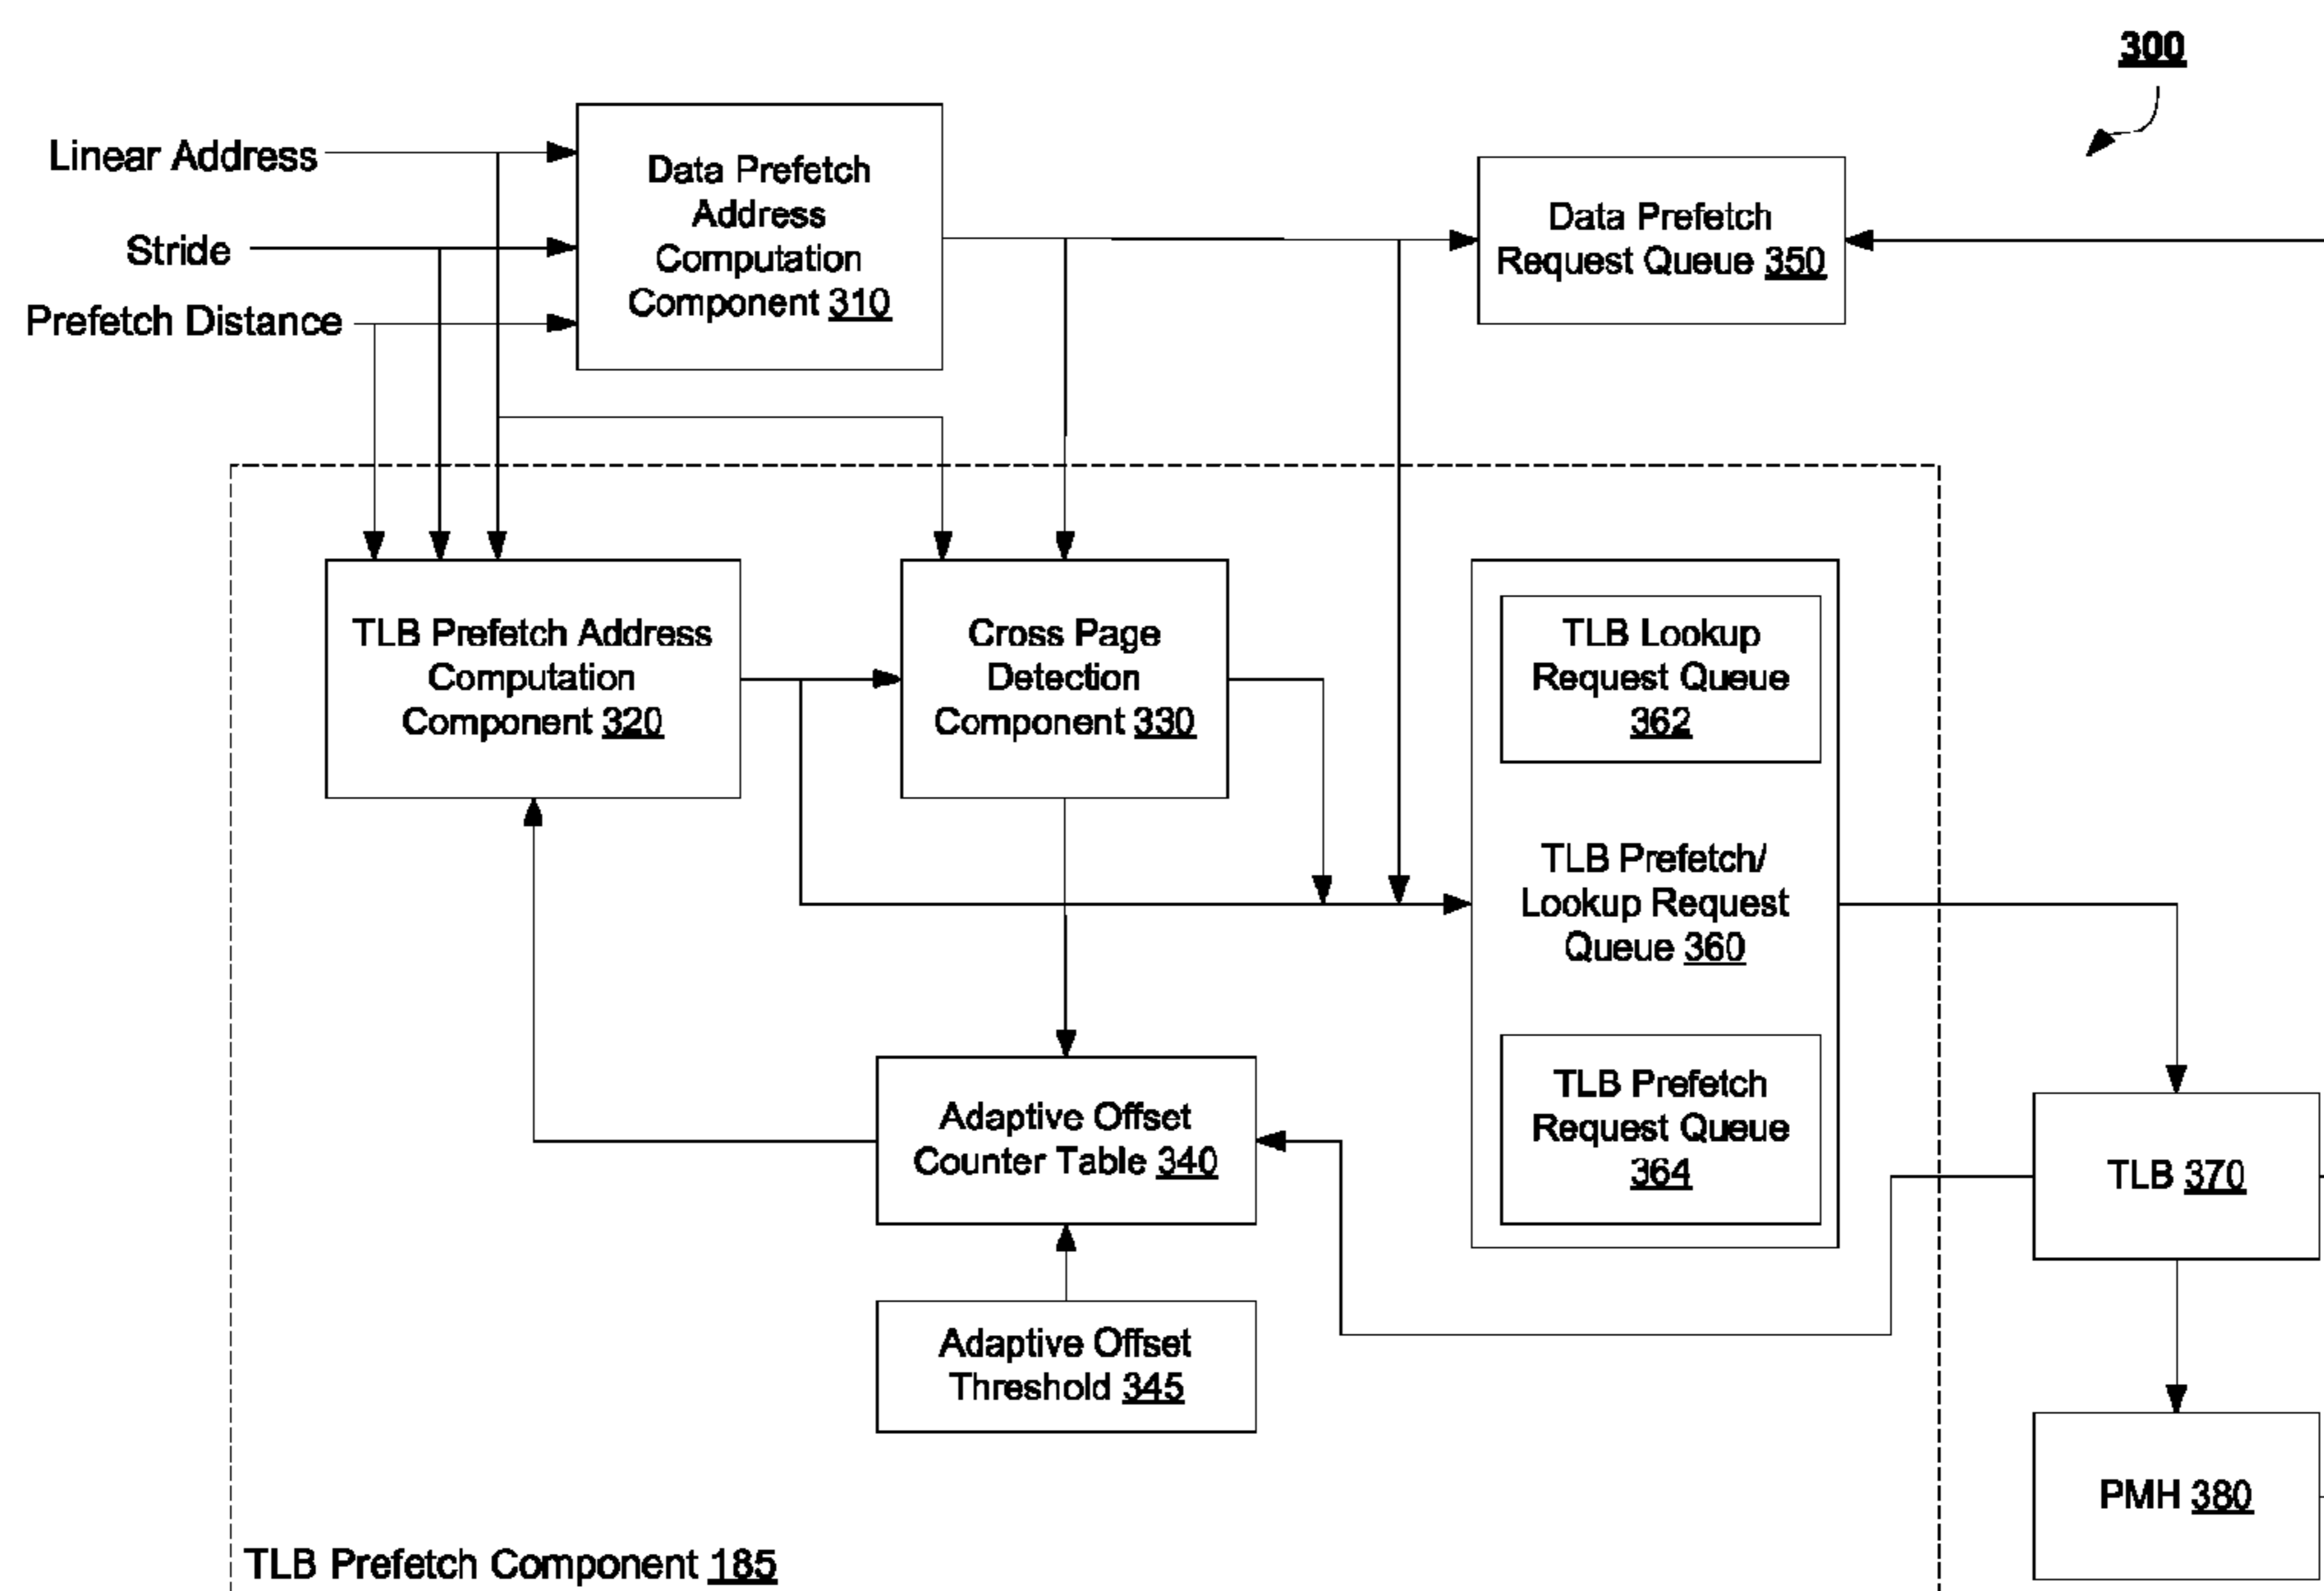 300
Linear Address
Stride
Prefetch Distance
Data Prefetch
Address
Computation
Component 310
Data Prefetch
Request Queue 350
TLB Prefetch Address
Computation
Component 320
Cross Page
Detection
Component 330
TLB Lookup
Request Queue
362
TLB Prefetch/
Lookup Request
Queue 360
TLB Prefetch
Request Queue
364
Adaptive Offset
Counter Table 340
Adaptive Offset
Threshold 345
TLB 370
PMH 380
TLB Prefetch Component 185